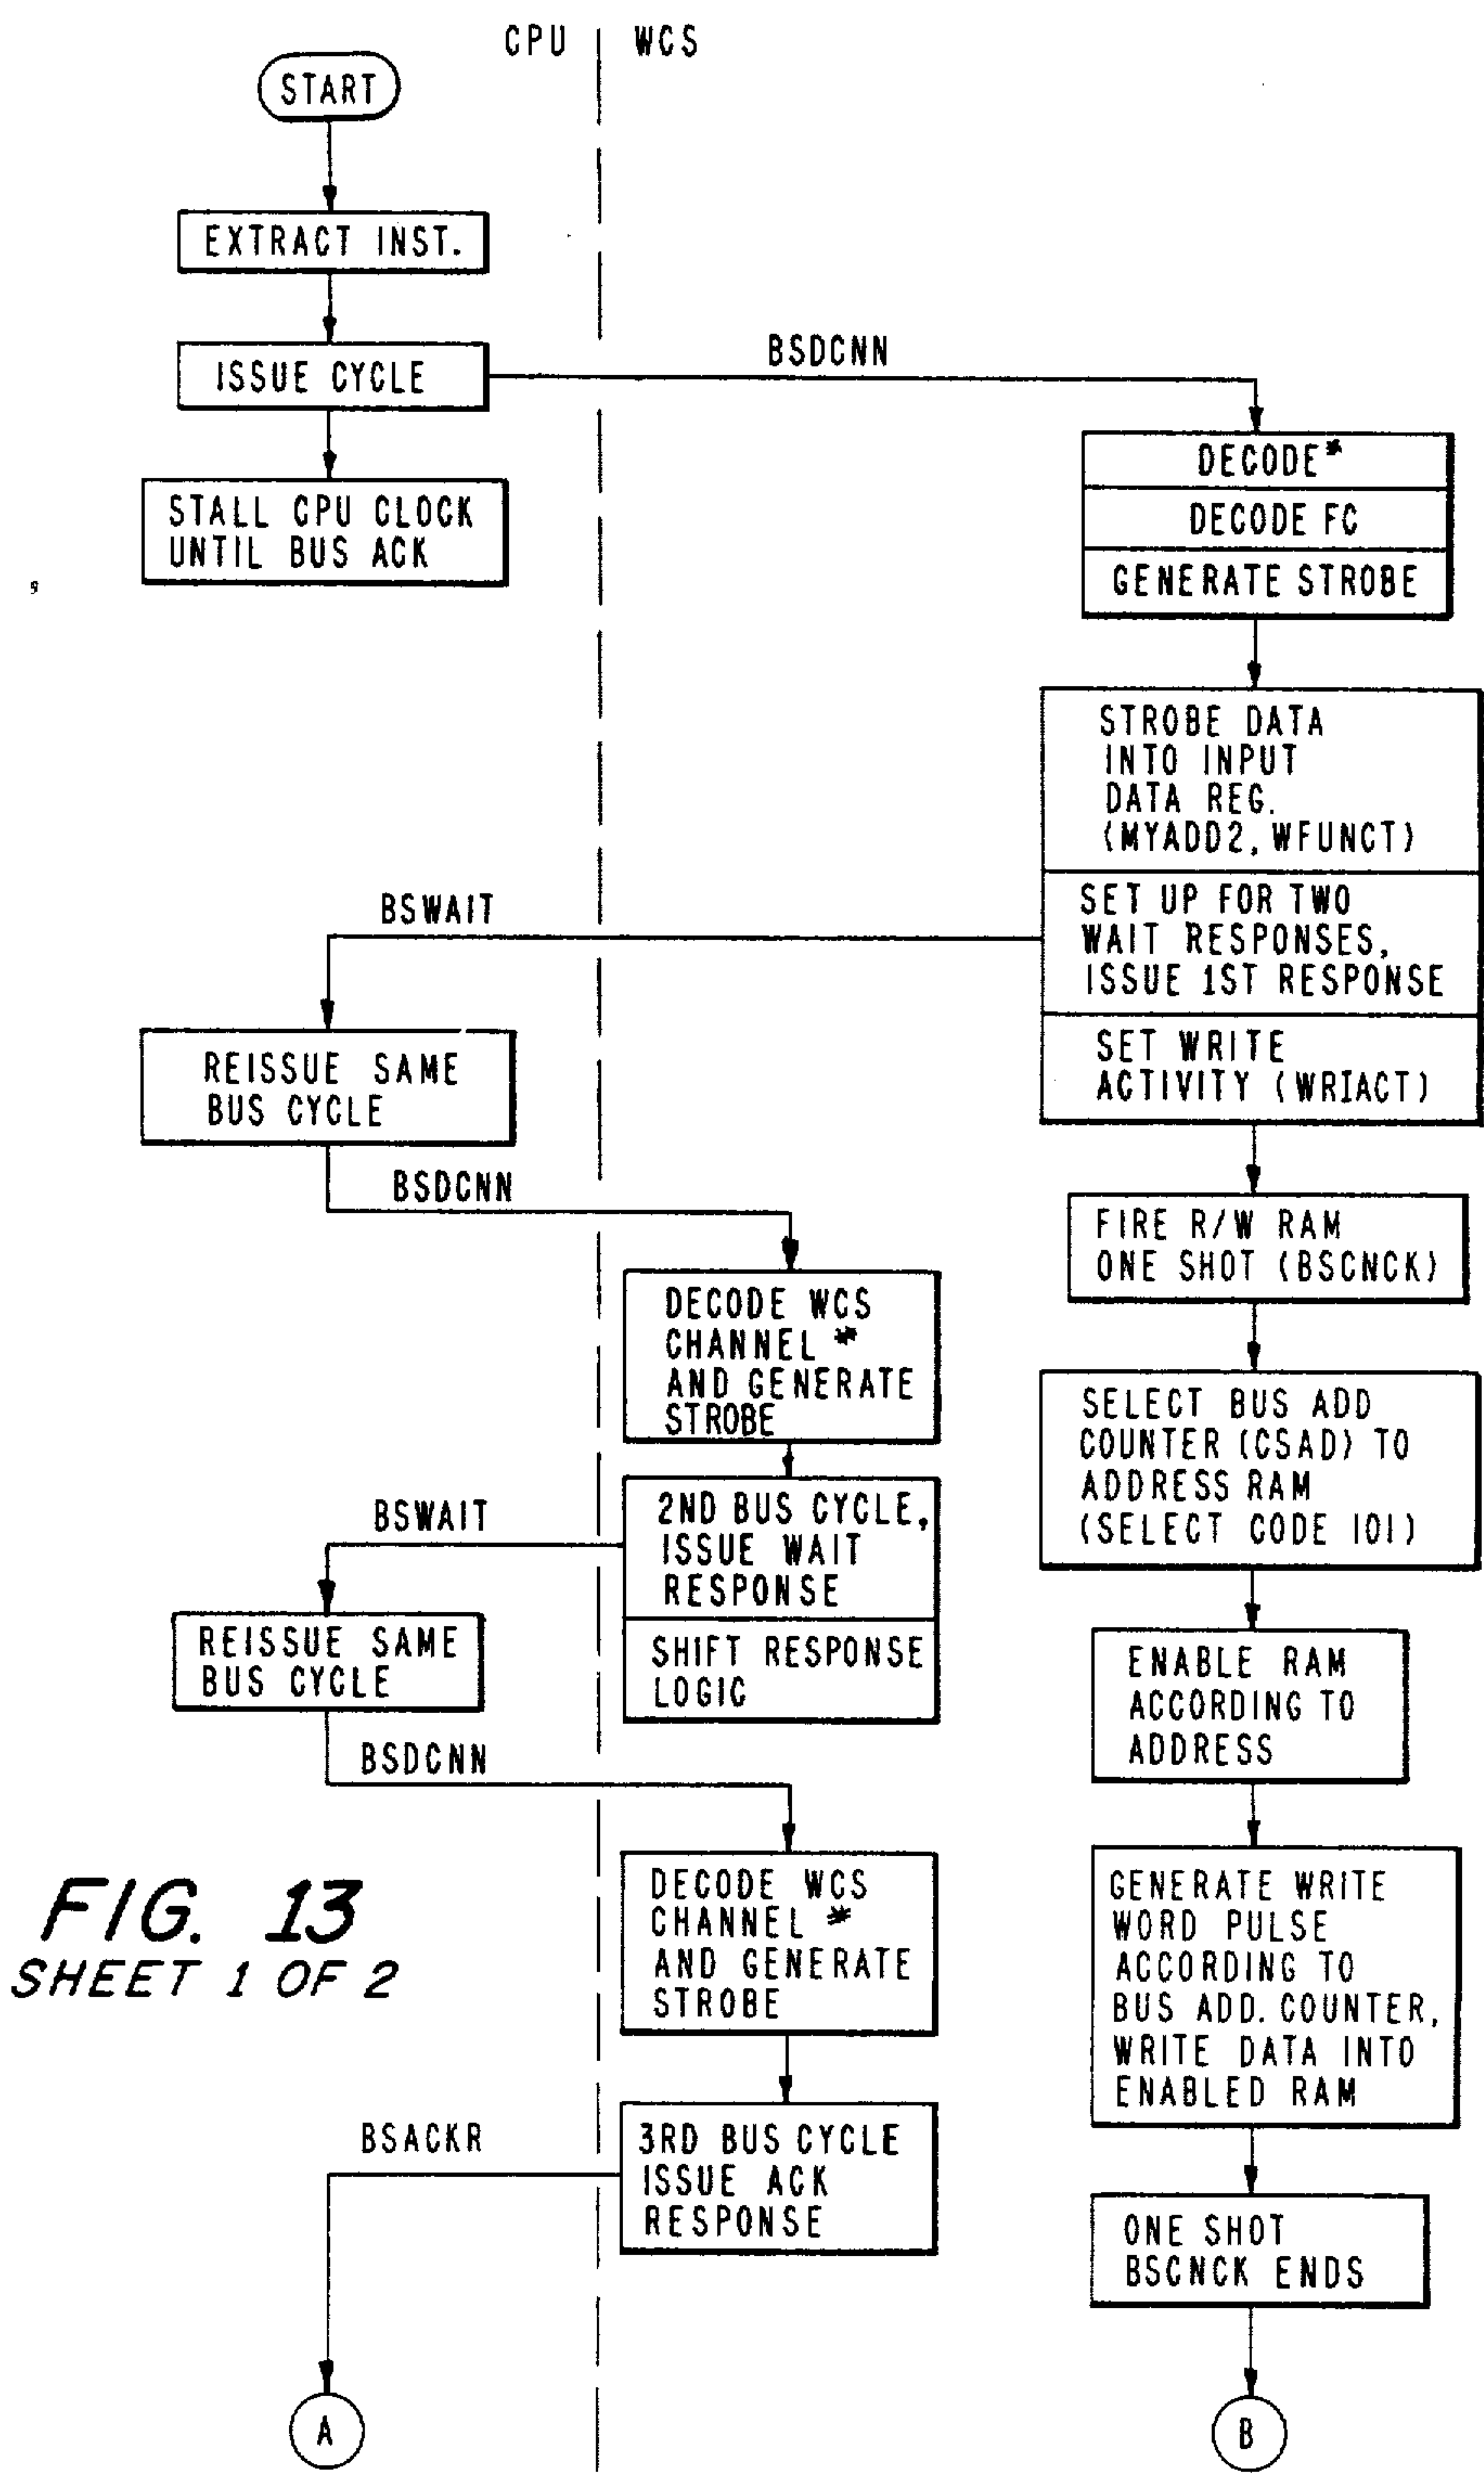 CPU | WCS
START
EXTRACT INST.
ISSUE CYCLE
BSDCNN
STALL CPU CLOCK
UNTIL BUS ACK
DECODE*
DECODE FC
GENERATE STROBE
STROBE DATA
INTO INPUT
DATA REG.
(MYADD2, WFUNCT)
BSWAIT
SET UP FOR TWO
WAIT RESPONSES,
ISSUE 1ST RESPONSE
SET WRITE
ACTIVITY (WRIACT)
REISSUE SAME
BUS CYCLE
BSDCNN
FIRE R/W RAM
ONE SHOT (BSCNCK)
DECODE WCS
CHANNEL *
AND GENERATE
STROBE
SELECT BUS ADD
COUNTER (CSAD) TO
ADDRESS RAM
(SELECT CODE 101)
BSWAIT
2ND BUS CYCLE,
ISSUE WAIT
RESPONSE
SHIFT RESPONSE
LOGIC
REISSUE SAME
BUS CYCLE
ENABLE RAM
ACCORDING TO
ADDRESS
BSDCNN
DECODE WCS
CHANNEL *
AND GENERATE
STROBE
GENERATE WRITE
WORD PULSE
ACCORDING TO
BUS ADD. COUNTER,
WRITE DATA INTO
ENABLED RAM
FIG. 13
SHEET 1 OF 2
BSACKR
3RD BUS CYCLE
ISSUE ACK
RESPONSE
ONE SHOT
BSCNCK ENDS
A
B